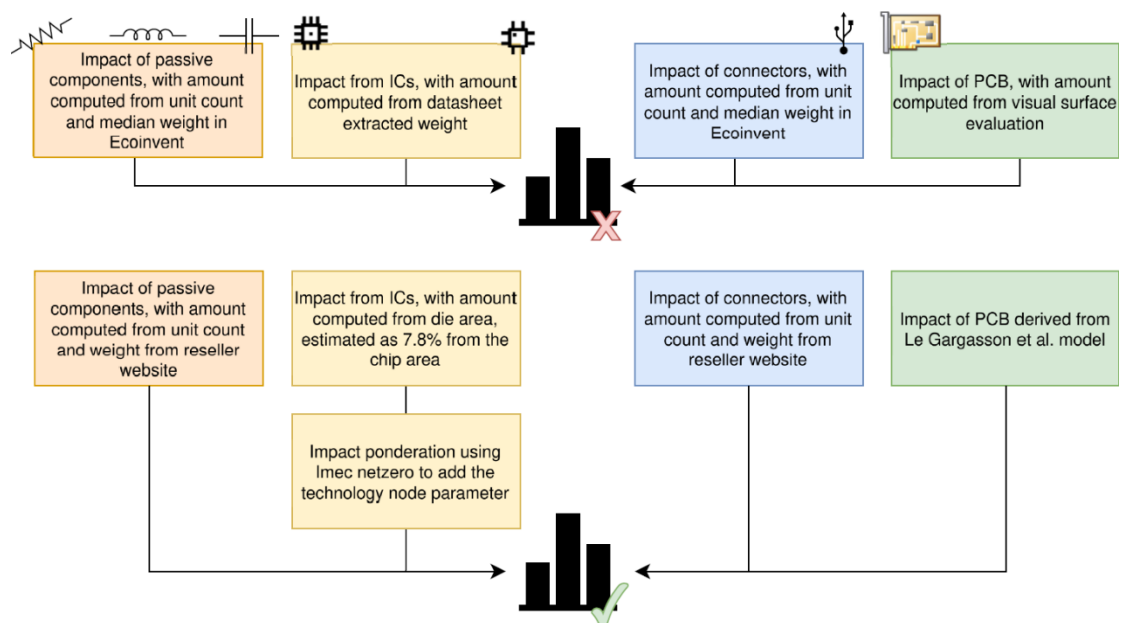 Impact of passive
components, with amount
computed from unit count
and median weight in
Ecoinvent
Impact from ICs, with amount
computed from datasheet
extracted weight
Impact of connectors, with
amount computed from unit
count and median weight in
Ecoinvent
Impact of PCB, with amount
computed from visual surface
evaluation
X
Impact of passive
components, with amount
computed from unit count
and weight from reseller
website
Impact from ICs, with amount
computed from die area,
estimated as 7.8% from the
chip area
Impact of connectors, with
amount computed from unit
count and weight from
reseller website
Impact of PCB derived from
Le Gargasson et al. model
Impact ponderation using
Imec netzero to add the
technology node parameter